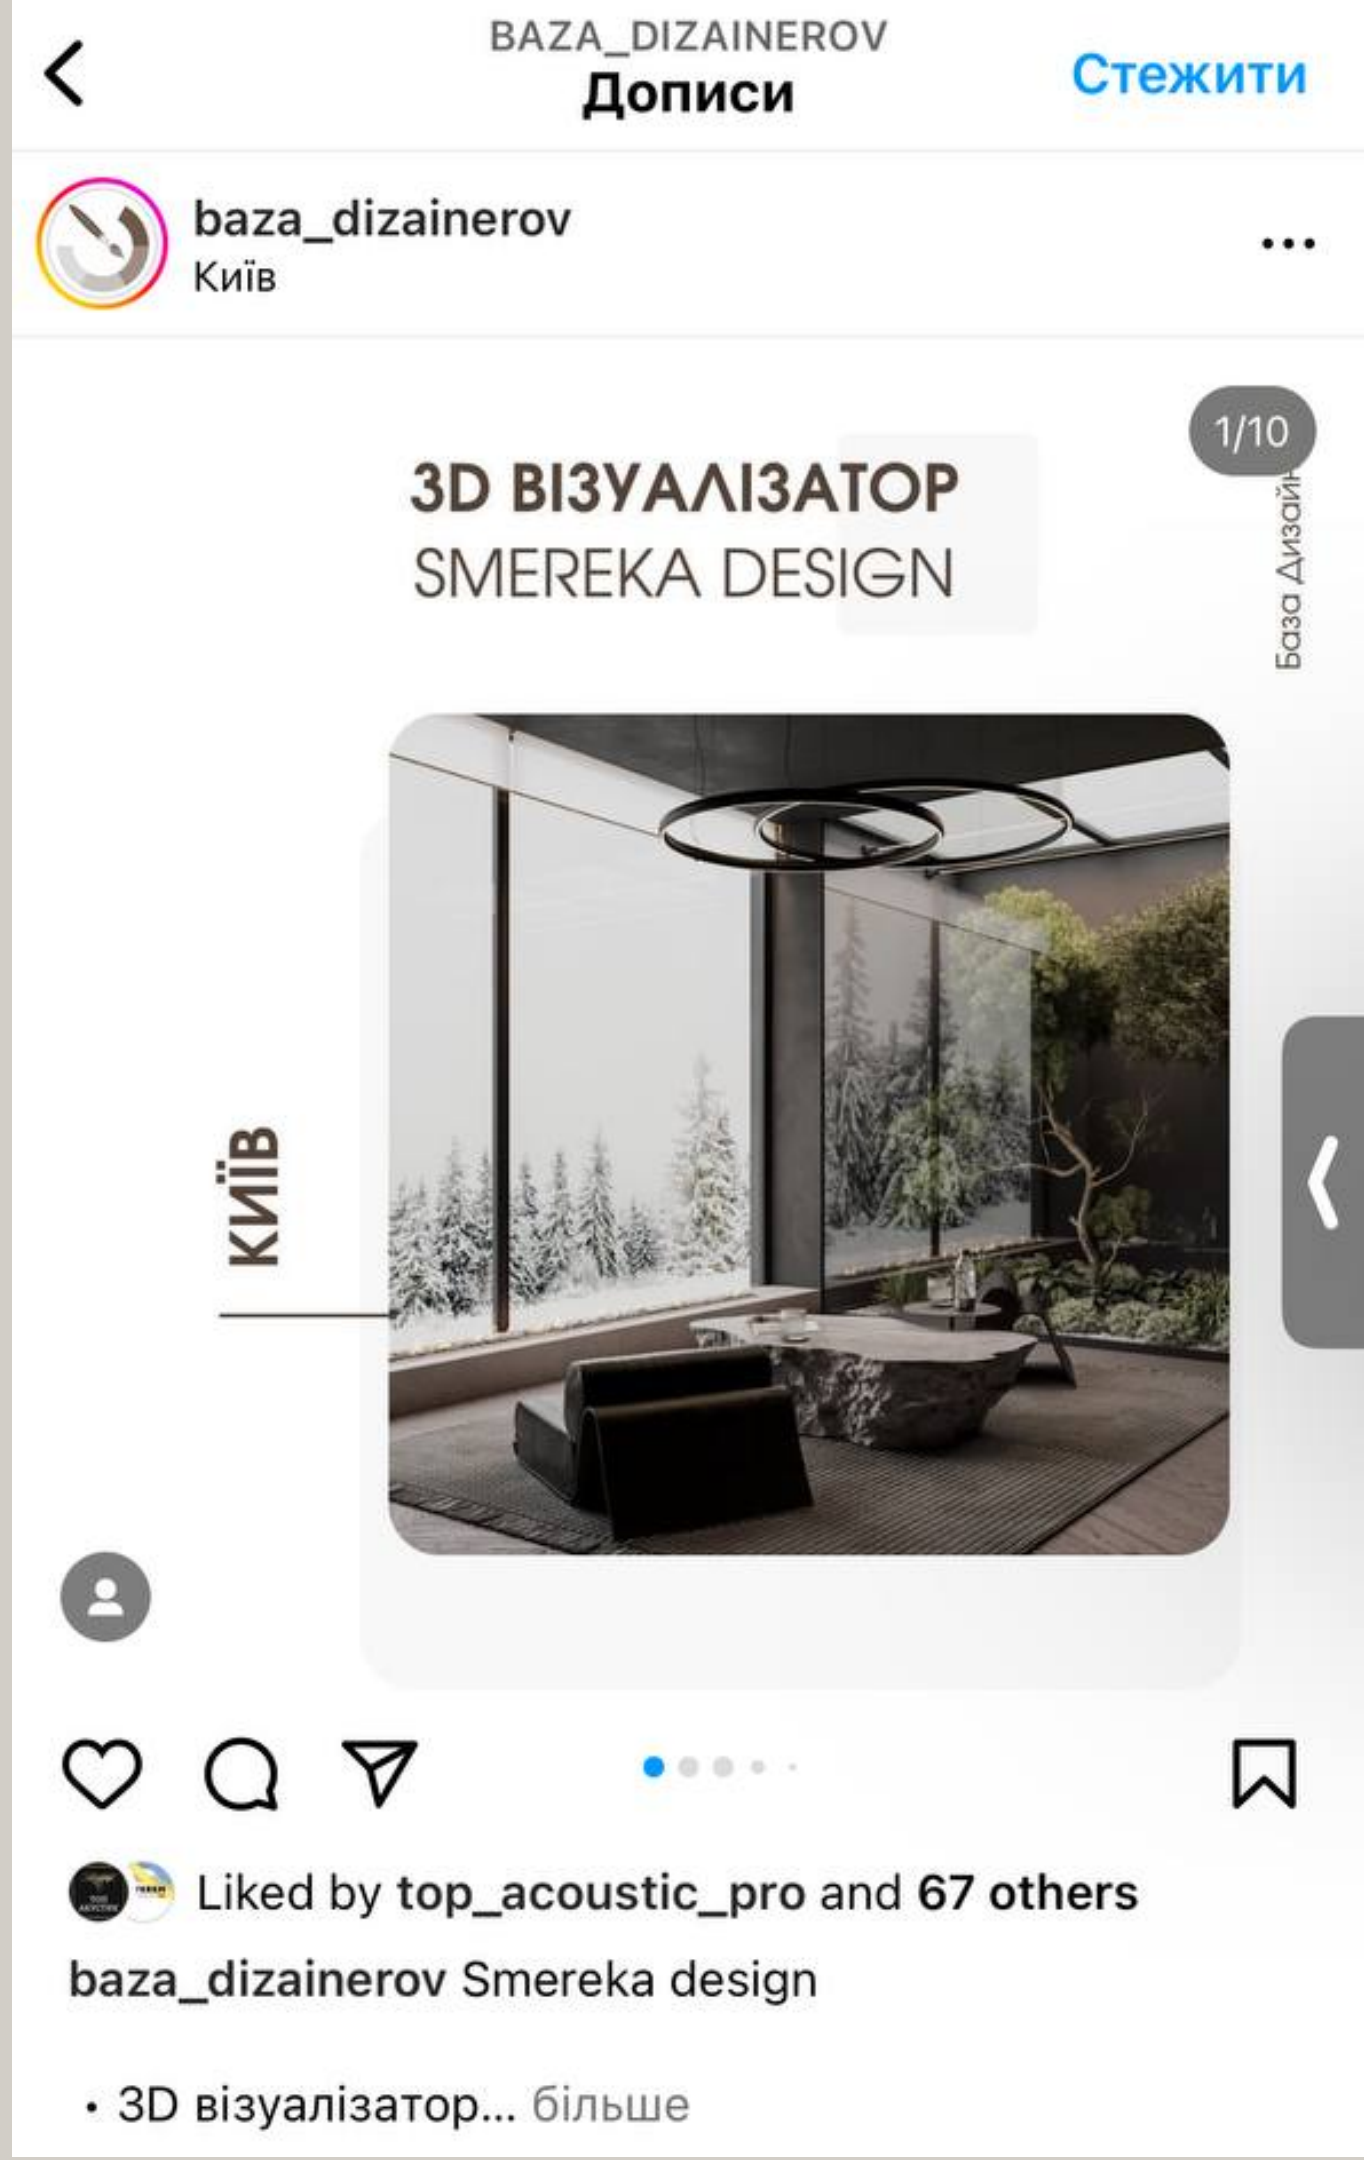 BAZA_DIZAINEROV
Дописи
Стежити
baza_dizainerov
Київ
1/10
3D ВІЗУАЛІЗАТОР
SMEREKA DESIGN
База
КИЇВ
Liked by top_acoustic_pro and 67 others
baza_dizainerov Smereka design
• 3D візуалізатор... більше